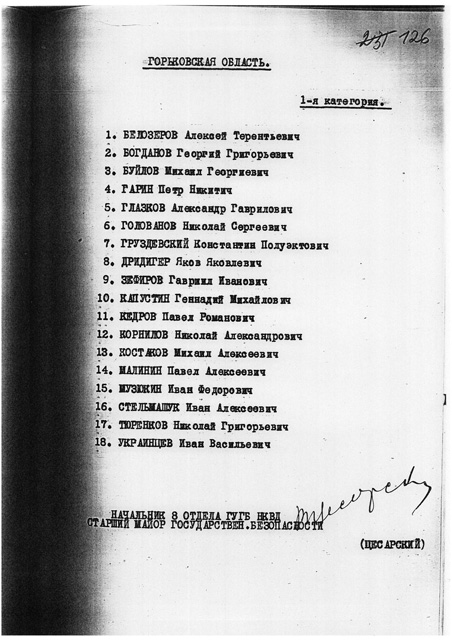 231 126
ГОРЬКОВСКАЯ ОБЛАСТЬ.
1-я категория.
1. БЕЛОЗЕРОВ Алексей Терентьевич
2. БОГДАНОВ Георгий Григорьевич
3. БУЙЛОВ Михаил Георгиевич
4. ГАРИН Петр Никитич
5. ГЛАЗКОВ Александр Гаврилович
6. ГОЛОВАНОВ Николай Сергеевич
7. ГРУЗДЕВСКИЙ Константин Полуэктович
8. ДРИДИГЕР Яков Яковлевич
9. ЗЕФИРОВ Гавриил Иванович
10. КАПУСТИН Геннадий Михайлович
11. КЕДРОВ Павел Романович
12. КОРНИЛОВ Николай Александрович
13. КОСТАКОВ Михаил Алексеевич
14. МАЛИНИН Павел Алексеевич
15. МУЗЮКИН Иван Федорович
16. СТЕЛЬМАЩУК Иван Алексеевич
17. ТЮРЕНКОВ Николай Григорьевич
18. УКРАИНЦЕВ Иван Васильевич
НАЧАЛЬНИК 8 ОТДЕЛА ГУГБ НКВД
СТАРШИЙ МАЙОР ГОСУДАРСТВЕН.БЕЗОПАСНОСТИ
(ЦЕСАРСКИЙ)